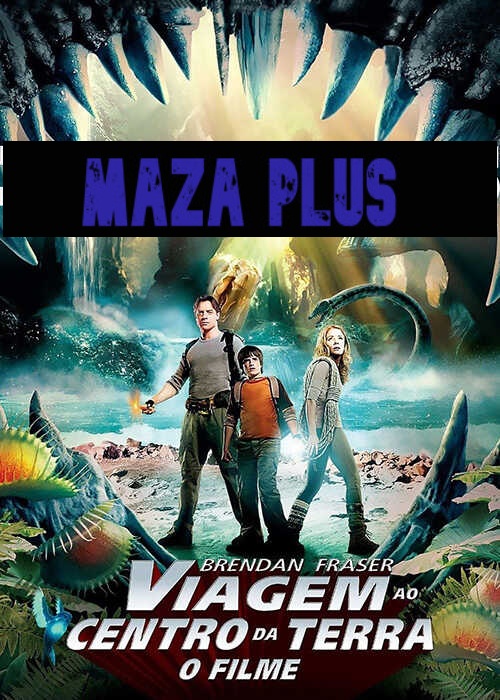 MAZA PLUS
BRENDAN FRASER
VIAGEM AO
CENTRO DA TERRA
O FILME